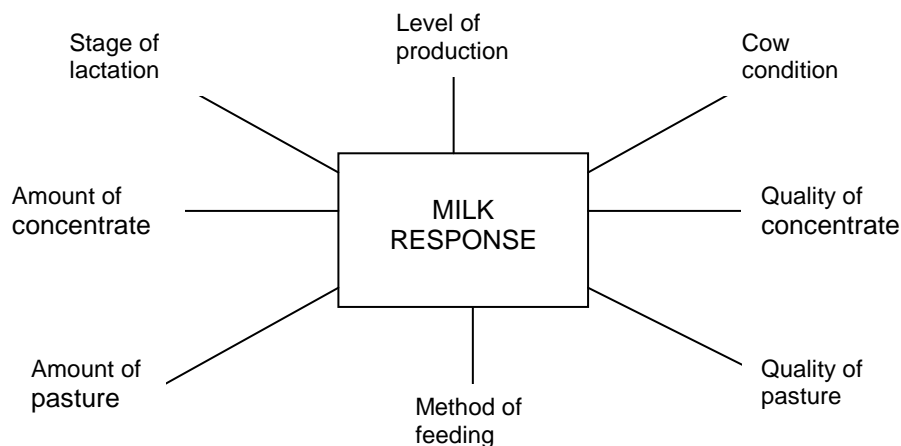 Level of
production
Stage of
lactation
Cow
condition
Amount of
concentrate
MILK
RESPONSE
Quality of
concentrate
Amount of
pasture
Method of
feeding
Quality of
pasture